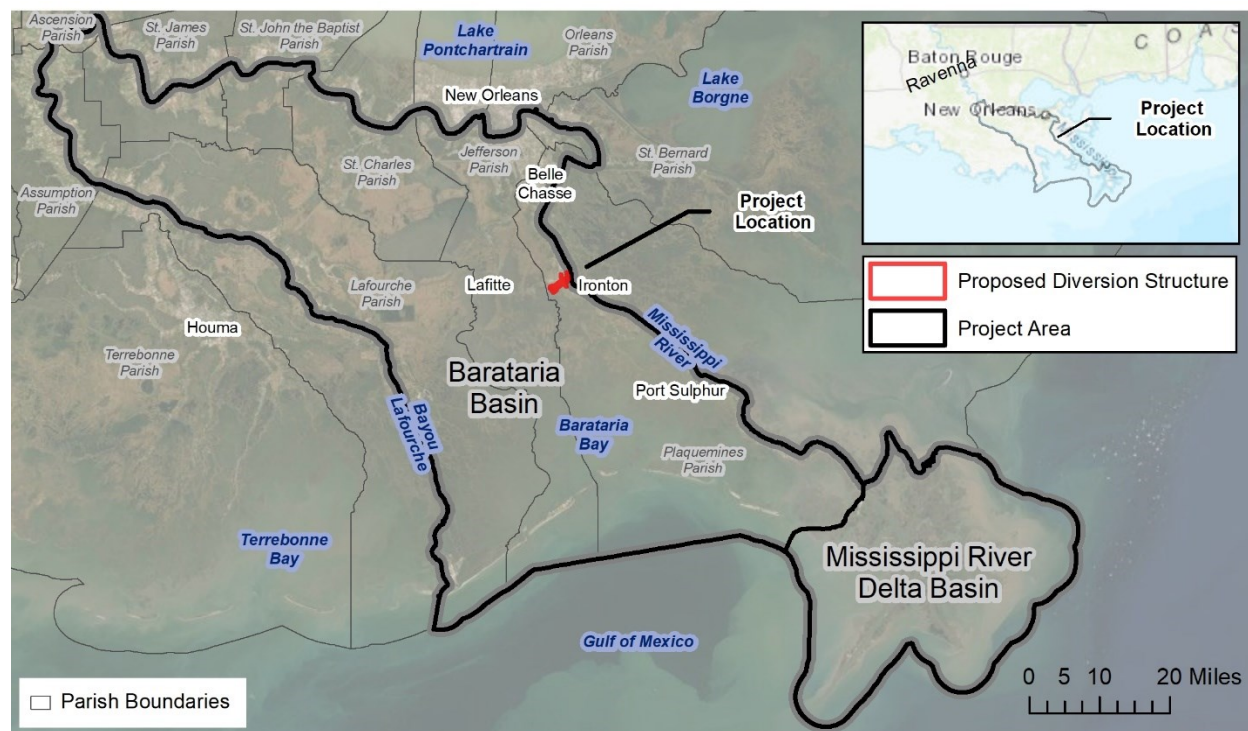 Ascension
Parish
St. James
Parish
St. John the Baptist
Parish
Lake
Pontchartrain
Orleans
Parish
Lake
Borgne
New Orleans
Jefferson
Parish
St. Bernard
Parish
St. Charles
Parish
Belle
Chasse
Assumption
Parish
Project
Location
Lafourche
Parish
Lafitte
Ironton
Houma
Terrebonne
Parish
Mississippi
River
Barataria
Basin
Port Sulphur
Bayou
Lafourche
Barataria
Bay
Plaquemines
Parish
Terrebonne
Bay
Mississippi River
Delta Basin
Gulf of Mexico
COAS
Baton Rouge
Ravenna
New Orleans
Project
Location
Proposed Diversion Structure
Project Area
Parish Boundaries
0 5 10 20 Miles